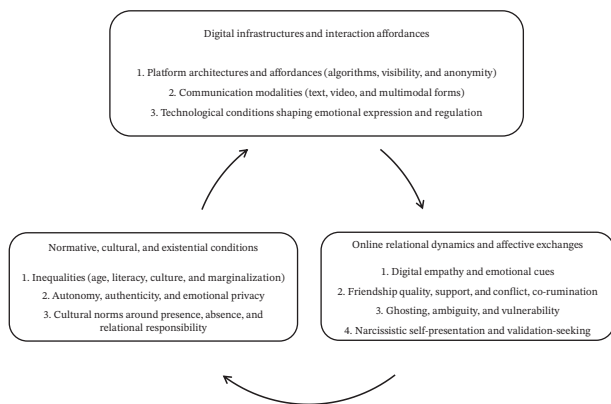 Digital infrastructures and interaction affordances
1. Platform architectures and affordances (algorithms, visibility, and anonymity)
2. Communication modalities (text, video, and multimodal forms)
3. Technological conditions shaping emotional expression and regulation
Normative, cultural, and existential conditions
1. Inequalities (age, literacy, culture, and marginalization)
2. Autonomy, authenticity, and emotional privacy
3. Cultural norms around presence, absence, and
relational responsibility
Online relational dynamics and affective exchanges
1. Digital empathy and emotional cues
2. Friendship quality, support, and conflict, co-rumination
3. Ghosting, ambiguity, and vulnerability
4. Narcissistic self-presentation and validation-seeking